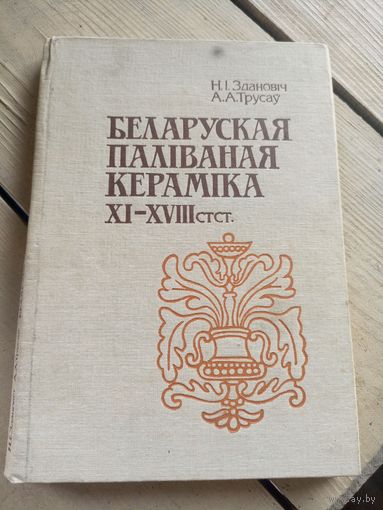 Н.І. Здановіч
А.А. Трусаў
БЕЛАРУСКАЯ
ПАЛІВАНАЯ
КЕРАМІКА
XI–XVIII стст.